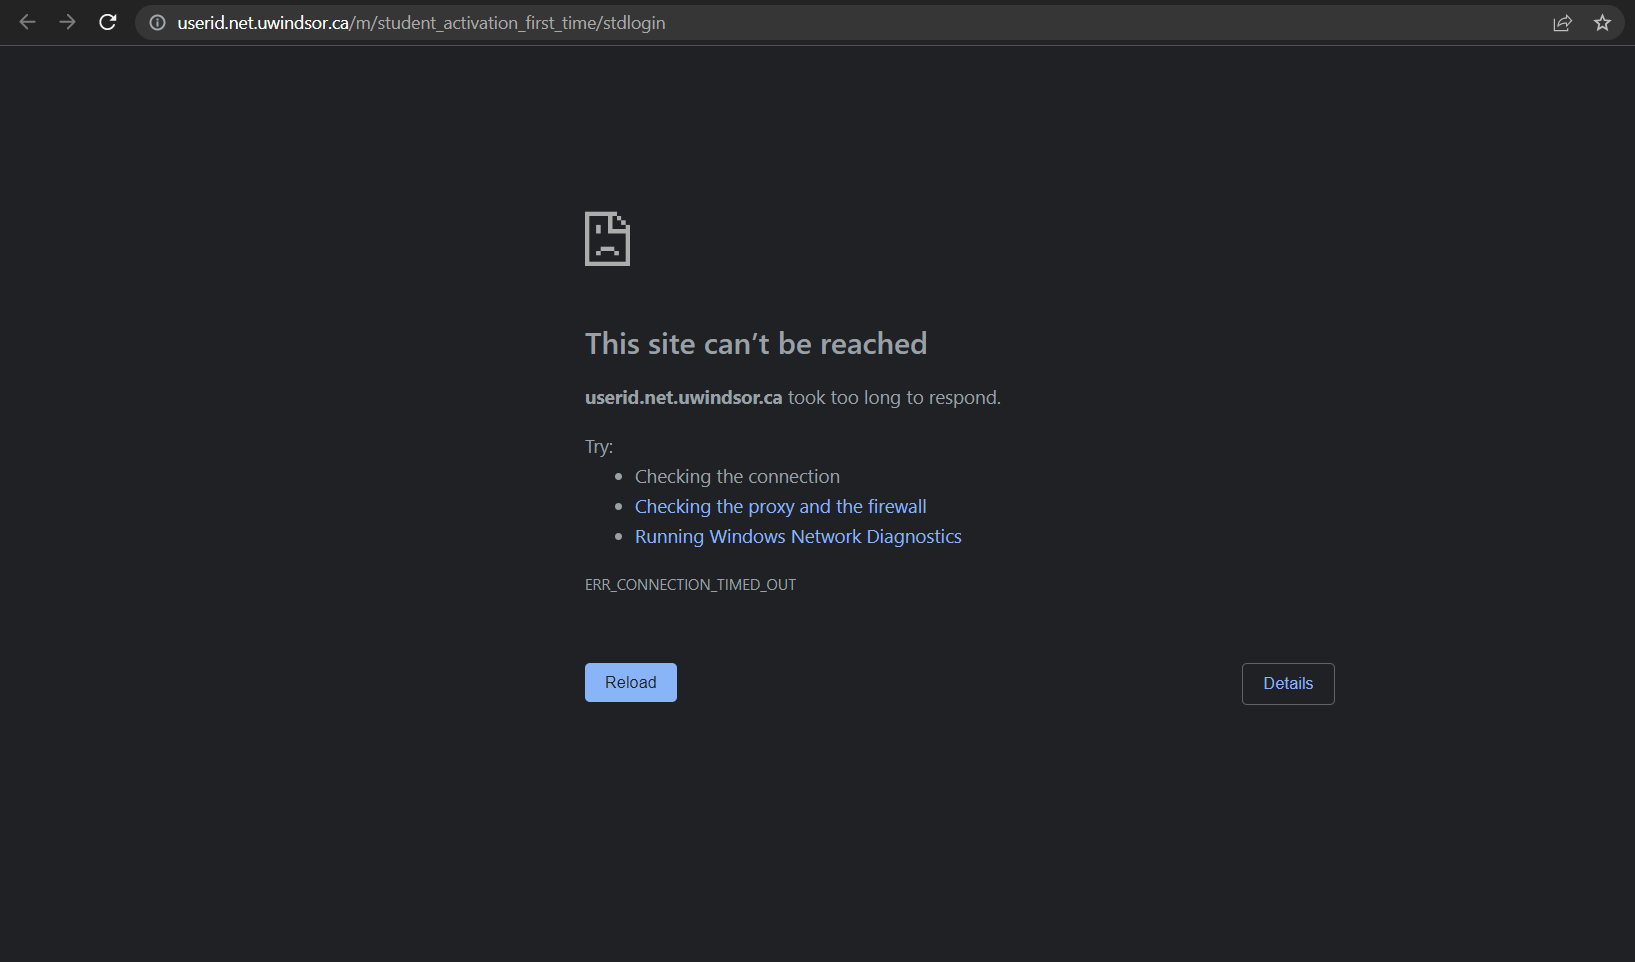 userid.net.uwindsor.ca/m/student_activation_first_time/stdlogin
This site can’t be reached
userid.net.uwindsor.ca took too long to respond.
Try:
• Checking the connection
• Checking the proxy and the firewall
• Running Windows Network Diagnostics
ERR_CONNECTION_TIMED_OUT
Reload Details